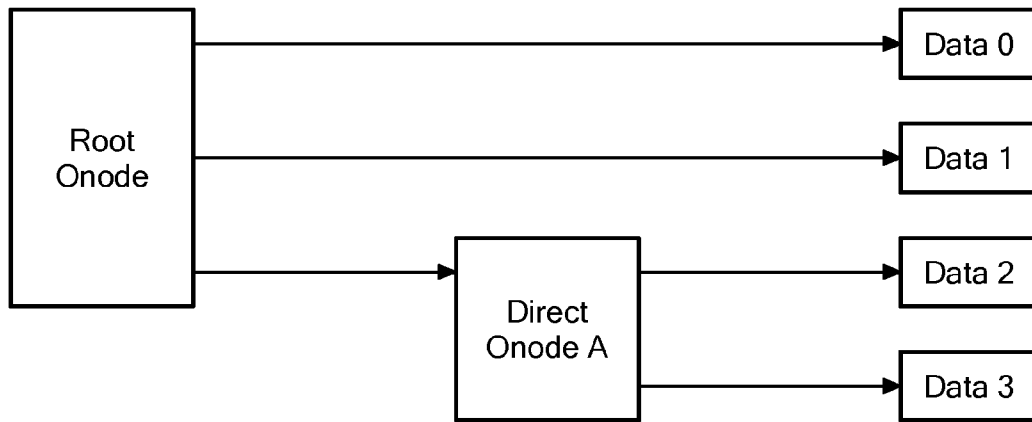 Root
Onode
Data 0
Data 1
Direct
Onode A
Data 2
Data 3